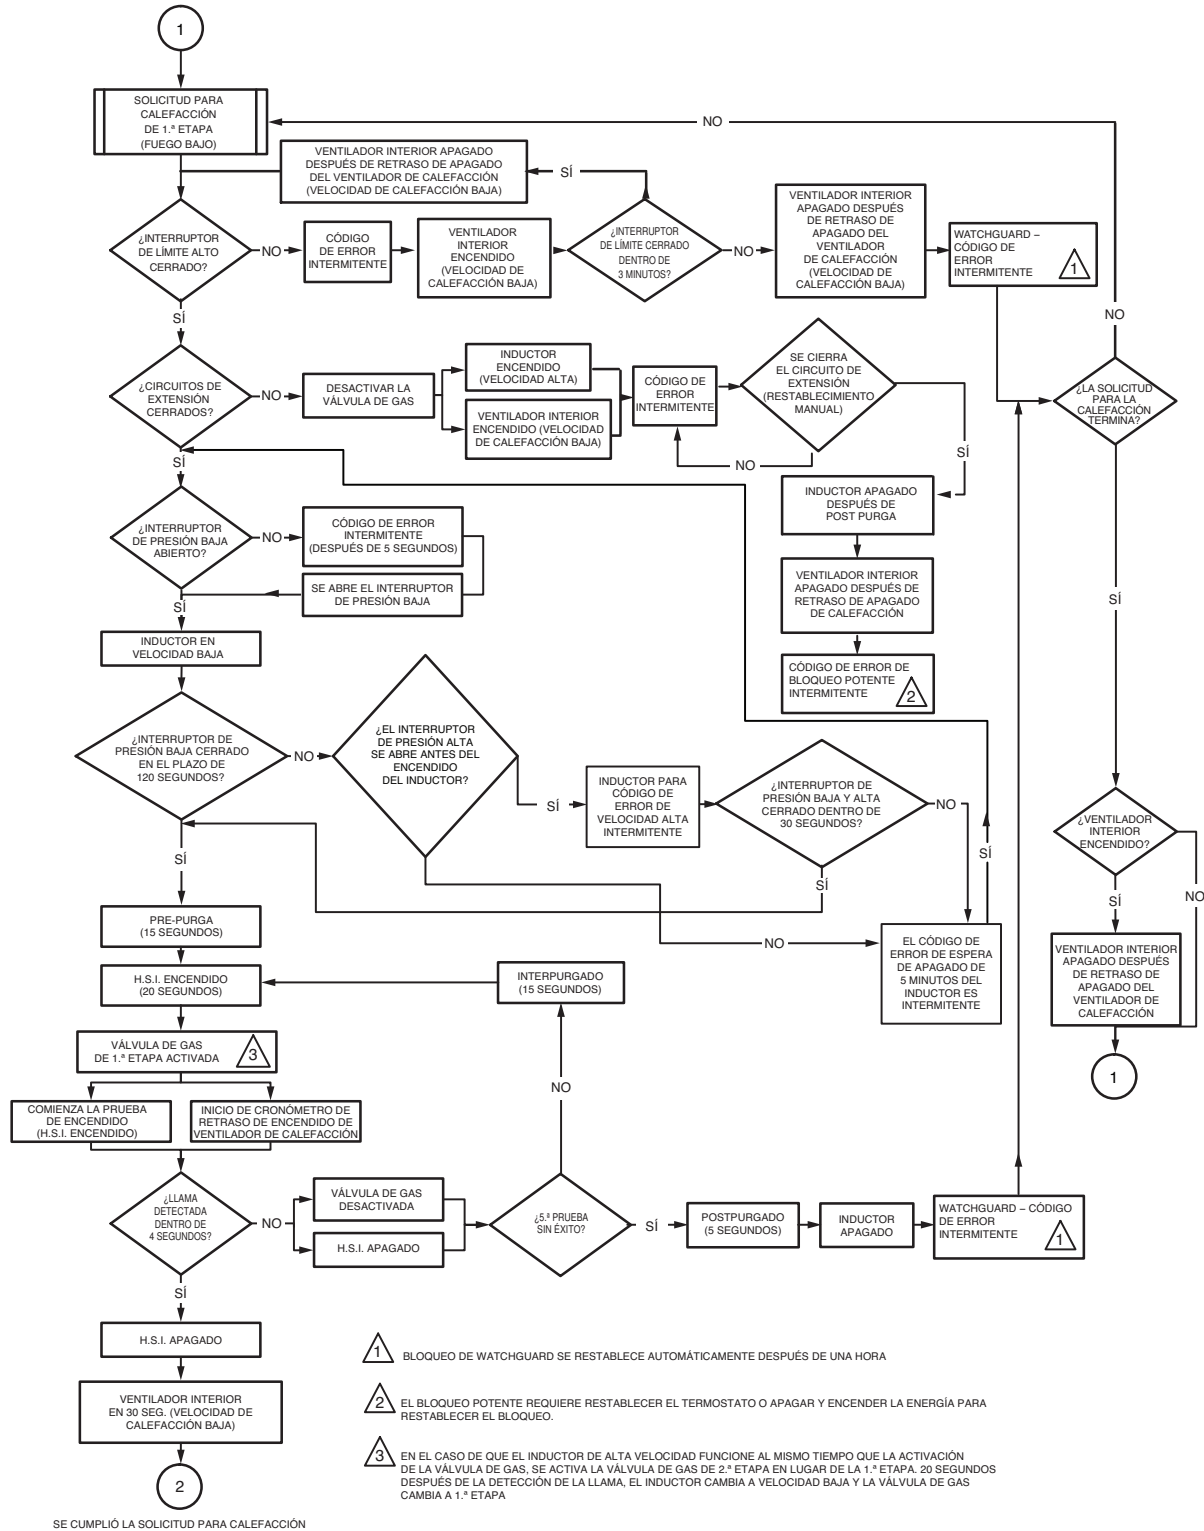 1
SOLICITUD PARA
CALEFACCIÓN
DE 1.ª ETAPA
(FUEGO BAJO)
NO
VENTILADOR INTERIOR APAGADO
DESPUÉS DE RETRASO DE APAGADO
DEL VENTILADOR DE CALEFACCIÓN
(VELOCIDAD DE CALEFACCIÓN BAJA)
SÍ
¿INTERRUPTOR
DE LÍMITE ALTO
CERRADO?
NO
CÓDIGO
DE ERROR
INTERMITENTE
VENTILADOR
INTERIOR
ENCENDIDO
(VELOCIDAD DE
CALEFACCIÓN BAJA)
¿INTERRUPTOR
DE LÍMITE CERRADO
DENTRO DE
3 MINUTOS?
NO
VENTILADOR INTERIOR
APAGADO DESPUÉS
DE RETRASO DE
APAGADO DEL
VENTILADOR
DE CALEFACCIÓN
(VELOCIDAD DE
CALEFACCIÓN BAJA)
WATCHGUARD –
CÓDIGO DE
ERROR
INTERMITENTE
1
SÍ
NO
¿CIRCUITOS DE
EXTENSIÓN
CERRADOS?
NO
DESACTIVAR LA
VÁLVULA DE GAS
INDUCTOR
ENCENDIDO
(VELOCIDAD ALTA)
VENTILADOR INTERIOR
ENCENDIDO (VELOCIDAD
DE CALEFACCIÓN BAJA)
CÓDIGO DE
ERROR
INTERMITENTE
SE CIERRA
EL CIRCUITO DE
EXTENSIÓN
(RESTABLECIMIENTO
MANUAL)
NO
SÍ
¿LA SOLICITUD
PARA LA
CALEFACCIÓN
TERMINA?
SÍ
SÍ
INDUCTOR APAGADO
DESPUÉS DE
POST PURGA
¿INTERRUPTOR
DE PRESIÓN BAJA
ABIERTO?
NO
CÓDIGO DE ERROR
INTERMITENTE
(DESPUÉS DE 5 SEGUNDOS)
SE ABRE EL INTERRUPTOR
DE PRESIÓN BAJA
VENTILADOR INTERIOR
APAGADO DESPUÉS DE
RETRASO DE APAGADO
DE CALEFACCIÓN
SÍ
INDUCTOR EN
VELOCIDAD BAJA
CÓDIGO DE ERROR DE
BLOQUEO POTENTE
INTERMITENTE
2
¿INTERRUPTOR DE
PRESIÓN BAJA CERRADO
EN EL PLAZO DE
120 SEGUNDOS?
NO
¿EL INTERRUPTOR
DE PRESIÓN ALTA
SE ABRE ANTES DEL
ENCENDIDO
DEL INDUCTOR?
SÍ
INDUCTOR PARA
CÓDIGO DE
ERROR DE
VELOCIDAD ALTA
INTERMITENTE
¿INTERRUPTOR DE
PRESIÓN BAJA Y ALTA
CERRADO DENTRO DE
30 SEGUNDOS?
NO
SÍ
¿VENTILADOR
INTERIOR
ENCENDIDO?
NO
SÍ
SÍ
SÍ
PRE-PURGA
(15 SEGUNDOS)
NO
EL CÓDIGO DE
ERROR DE ESPERA
DE APAGADO DE
5 MINUTOS DEL
INDUCTOR ES
INTERMITENTE
VENTILADOR INTERIOR
APAGADO DESPUÉS
DE RETRASO DE
APAGADO DEL
VENTILADOR DE
CALEFACCIÓN
1
H.S.I. ENCENDIDO
(20 SEGUNDOS)
INTERPURGADO
(15 SEGUNDOS)
VÁLVULA DE GAS
DE 1.ª ETAPA ACTIVADA
3
NO
COMIENZA LA PRUEBA
DE ENCENDIDO
(H.S.I. ENCENDIDO)
INICIO DE CRONÓMETRO DE
RETRASO DE ENCENDIDO DE
VENTILADOR DE CALEFACCIÓN
¿LLAMA
DETECTADA
DENTRO DE
4 SEGUNDOS?
NO
VÁLVULA DE GAS
DESACTIVADA
H.S.I. APAGADO
¿5.ª PRUEBA
SIN ÉXITO?
SÍ
POSTPURGADO
(5 SEGUNDOS)
INDUCTOR
APAGADO
WATCHGUARD – CÓDIGO
DE ERROR
INTERMITENTE
1
SÍ
H.S.I. APAGADO
VENTILADOR INTERIOR
EN 30 SEG. (VELOCIDAD DE
CALEFACCIÓN BAJA)
2
SE CUMPLIÓ LA SOLICITUD PARA CALEFACCIÓN
1 BLOQUEO DE WATCHGUARD SE RESTABLECE AUTOMÁTICAMENTE DESPUÉS DE UNA HORA
2 EL BLOQUEO POTENTE REQUIERE RESTABLECER EL TERMOSTATO O APAGAR Y ENCENDER LA ENERGÍA PARA
RESTABLECER EL BLOQUEO.
3 EN EL CASO DE QUE EL INDUCTOR DE ALTA VELOCIDAD FUNCIONE AL MISMO TIEMPO QUE LA ACTIVACIÓN
DE LA VÁLVULA DE GAS, SE ACTIVA LA VÁLVULA DE GAS DE 2.ª ETAPA EN LUGAR DE LA 1.ª ETAPA. 20 SEGUNDOS
DESPUÉS DE LA DETECCIÓN DE LA LLAMA, EL INDUCTOR CAMBIA A VELOCIDAD BAJA Y LA VÁLVULA DE GAS
CAMBIA A 1.ª ETAPA